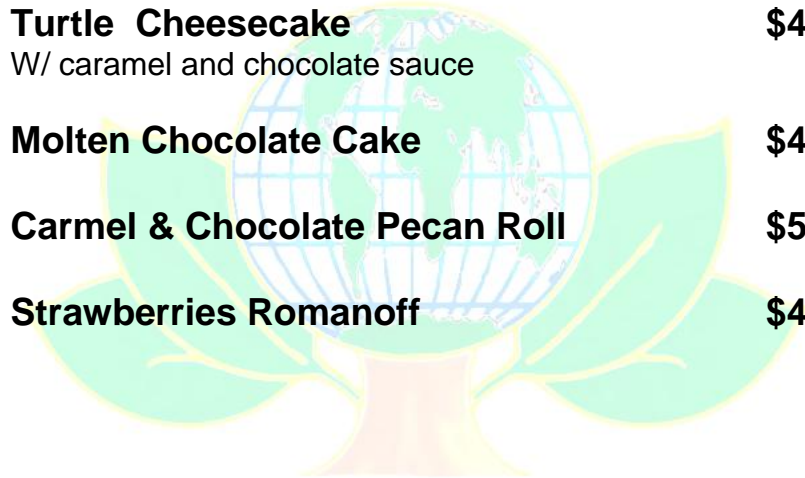 Turtle  Cheesecake $4
W/ caramel and chocolate sauce
Molten Chocolate Cake $4
Carmel & Chocolate Pecan Roll $5
Strawberries Romanoff $4